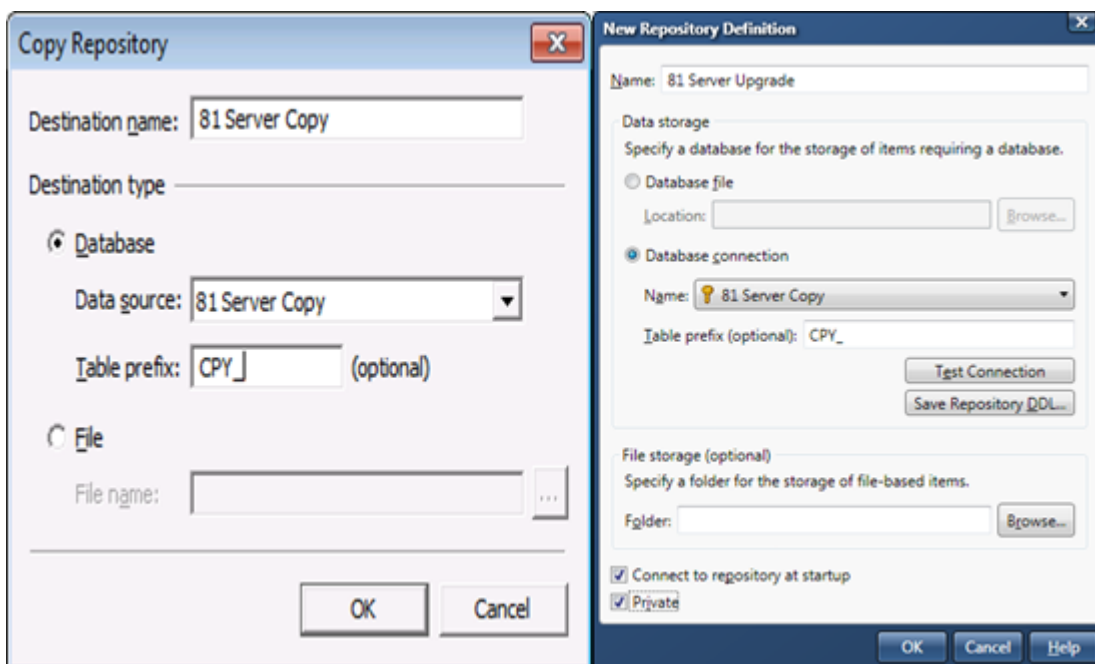 Copy Repository
Destination name: 81 Server Copy
Destination type
Database
Data source: 81 Server Copy
Table prefix: CPY_ (optional)
File
File name: ...
OK Cancel
New Repository Definition
Name: 81 Server Upgrade
Data storage
Specify a database for the storage of items requiring a database.
Database file
Location: Browse...
Database connection
Name: 81 Server Copy
Table prefix (optional): CPY_
Test Connection
Save Repository DDL...
File storage (optional)
Specify a folder for the storage of file-based items.
Folder: Browse...
Connect to repository at startup
Private
OK Cancel Help